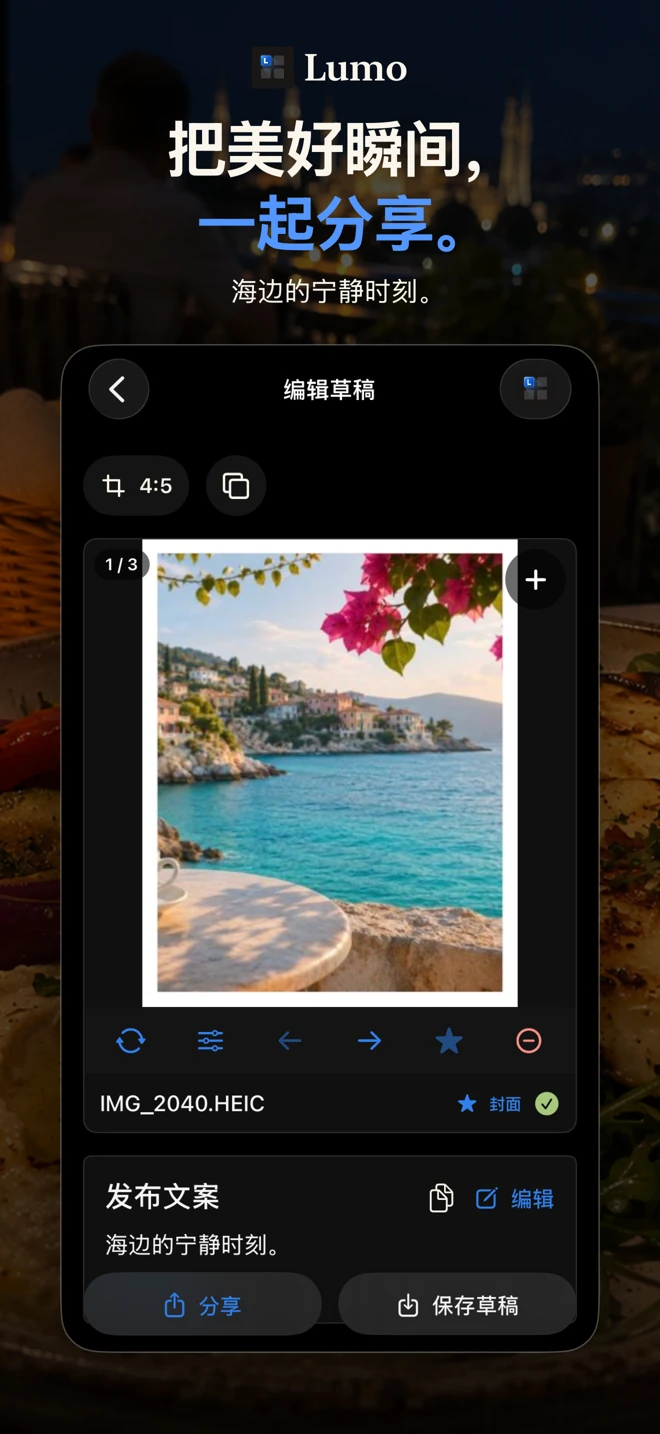 L Lumo
把美好瞬间,
一起分享。
海边的宁静时刻。
编辑草稿
L
4:5
1 / 3
IMG_2040.HEIC
封面
发布文案
编辑
海边的宁静时刻。
分享
保存草稿